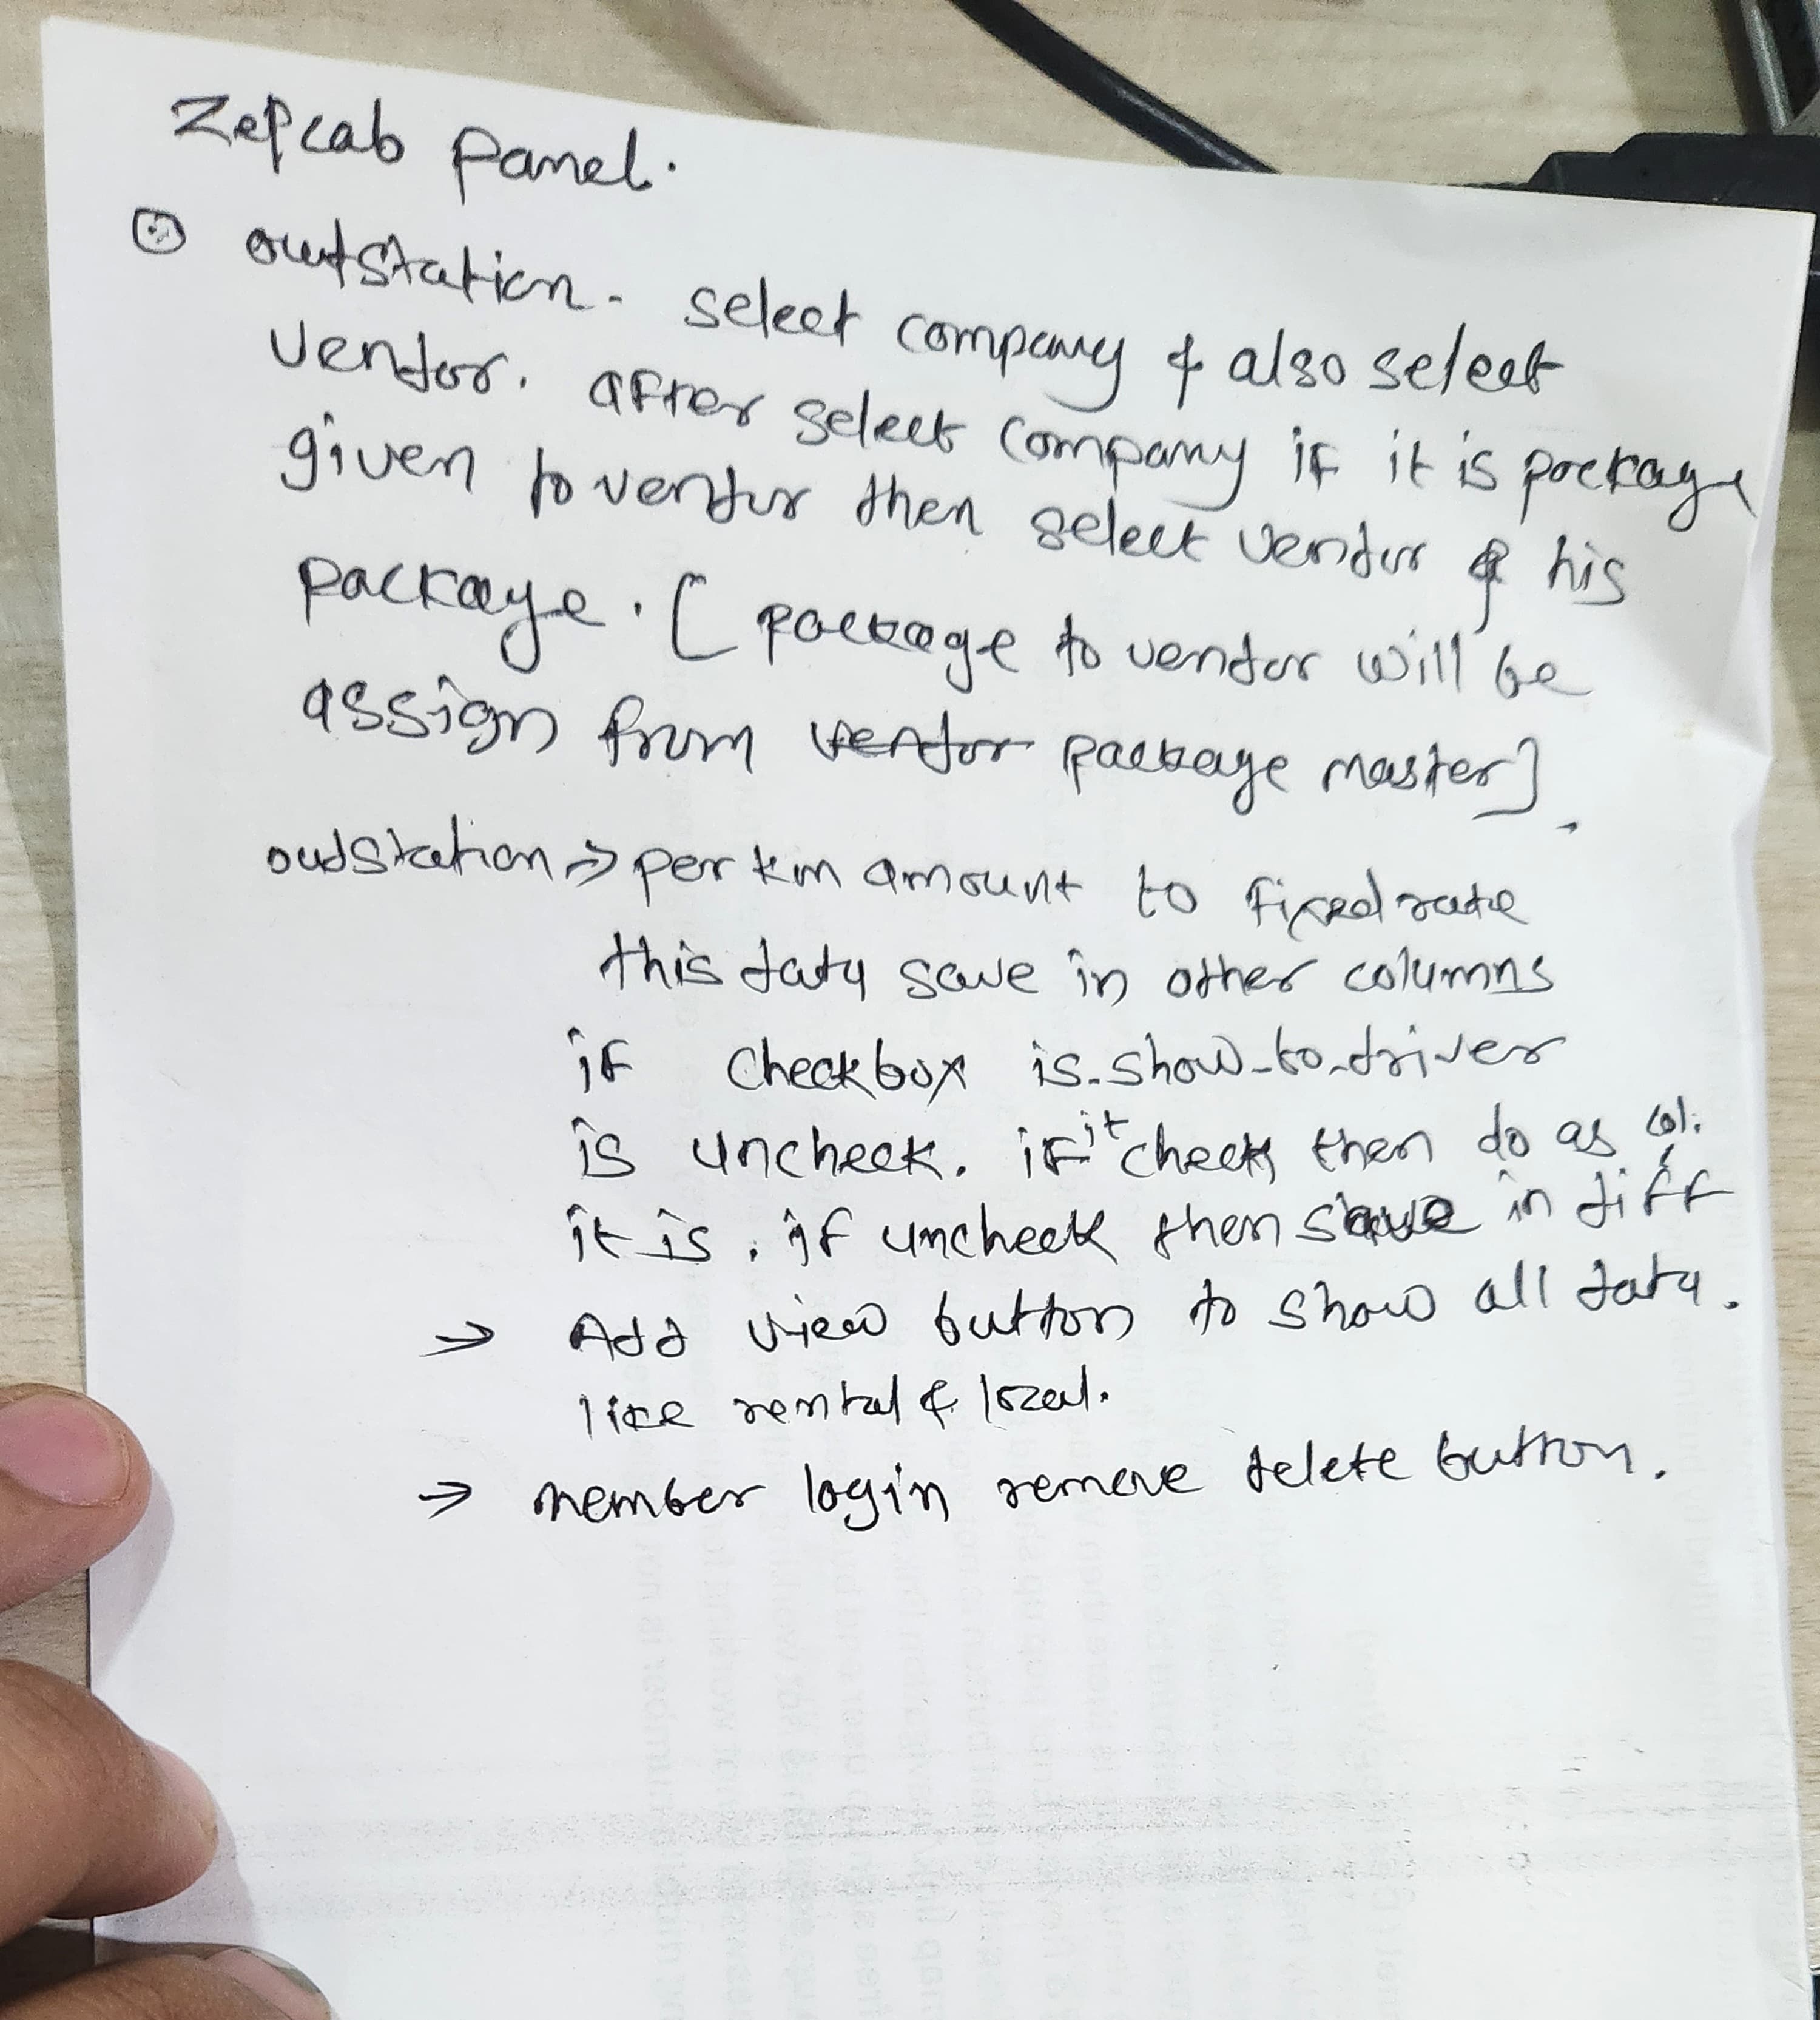 Zepcab panel.
outstation - select company & also select
vendor. after select company if it is package
given to vendor then select vendor & his
package. [ package to vendor will be
assign from vendor package master].
outstation => per km amount to fixed rate
this data save in other columns
if checkbox is_show_to_driver
is uncheck. if it check then do as
it is. if uncheck then save in diff col.
-> Add view button to show all data.
like rental & local.
-> member login remove delete button.